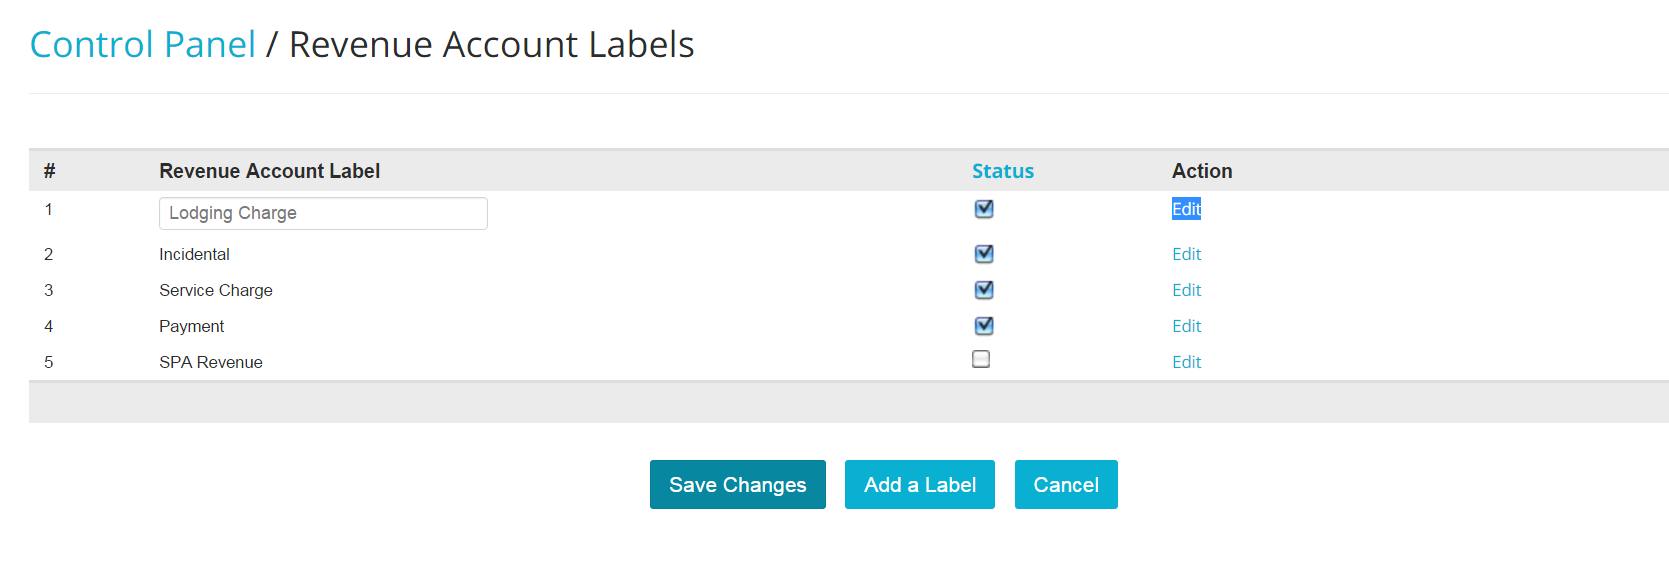 Control Panel / Revenue Account Labels
# Revenue Account Label Status Action
1 Lodging Charge Edit
2 Incidental Edit
3 Service Charge Edit
4 Payment Edit
5 SPA Revenue Edit
Save Changes Add a Label Cancel